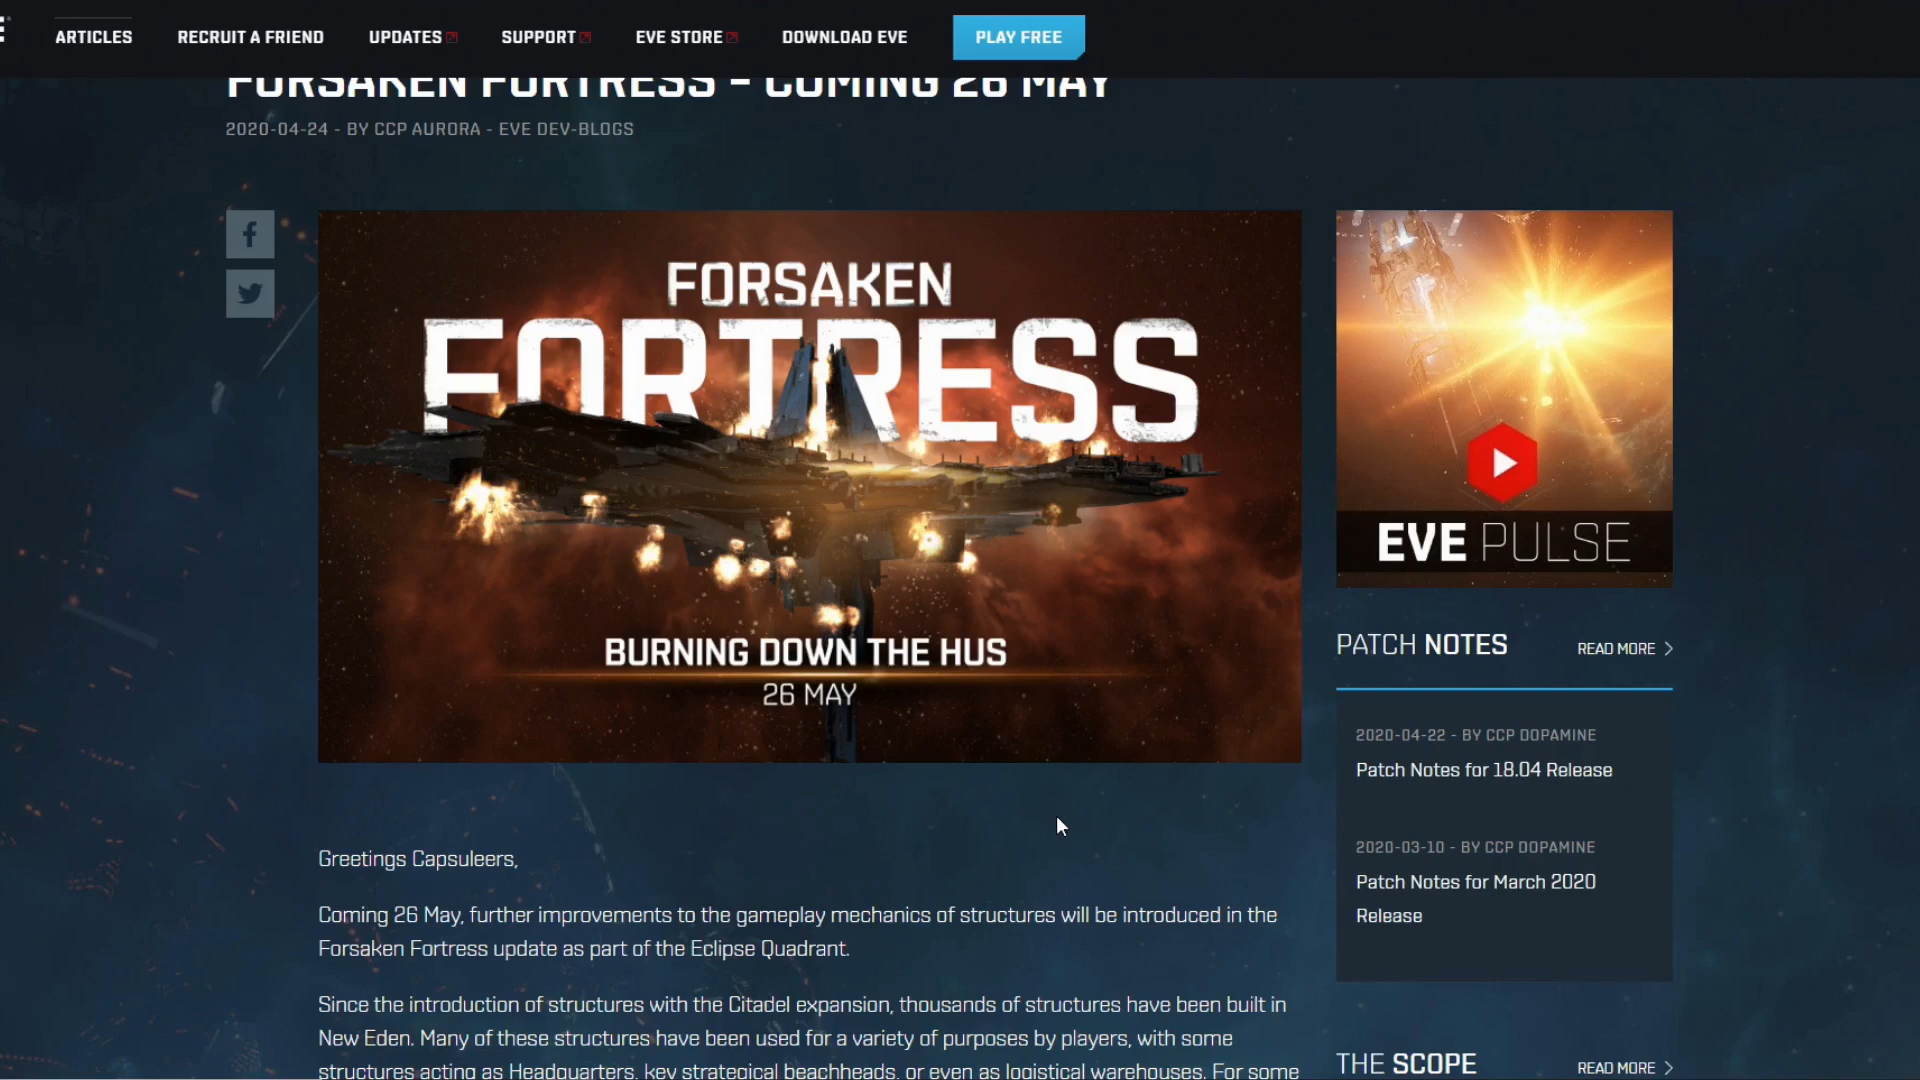 ARTICLES RECRUIT A FRIEND UPDATES SUPPORT EVE STORE DOWNLOAD EVE PLAY FREE
FORSAKEN FORTRESS – COMING 26 MAY
2020-04-24 - BY CCP AURORA - EVE DEV-BLOGS
FORSAKEN
FORTRESS
BURNING DOWN THE HUS
26 MAY
Greetings Capsuleers,
Coming 26 May, further improvements to the gameplay mechanics of structures will be introduced in the
Forsaken Fortress update as part of the Eclipse Quadrant.
Since the introduction of structures with the Citadel expansion, thousands of structures have been built in
New Eden. Many of these structures have been used for a variety of purposes by players, with some
structures acting as Headquarters, key strategical beachheads, or even as logistical warehouses. For some
EVE PULSE
PATCH NOTES READ MORE
2020-04-22 - BY CCP DOPAMINE
Patch Notes for 18.04 Release
2020-03-10 - BY CCP DOPAMINE
Patch Notes for March 2020
Release
THE SCOPE READ MORE